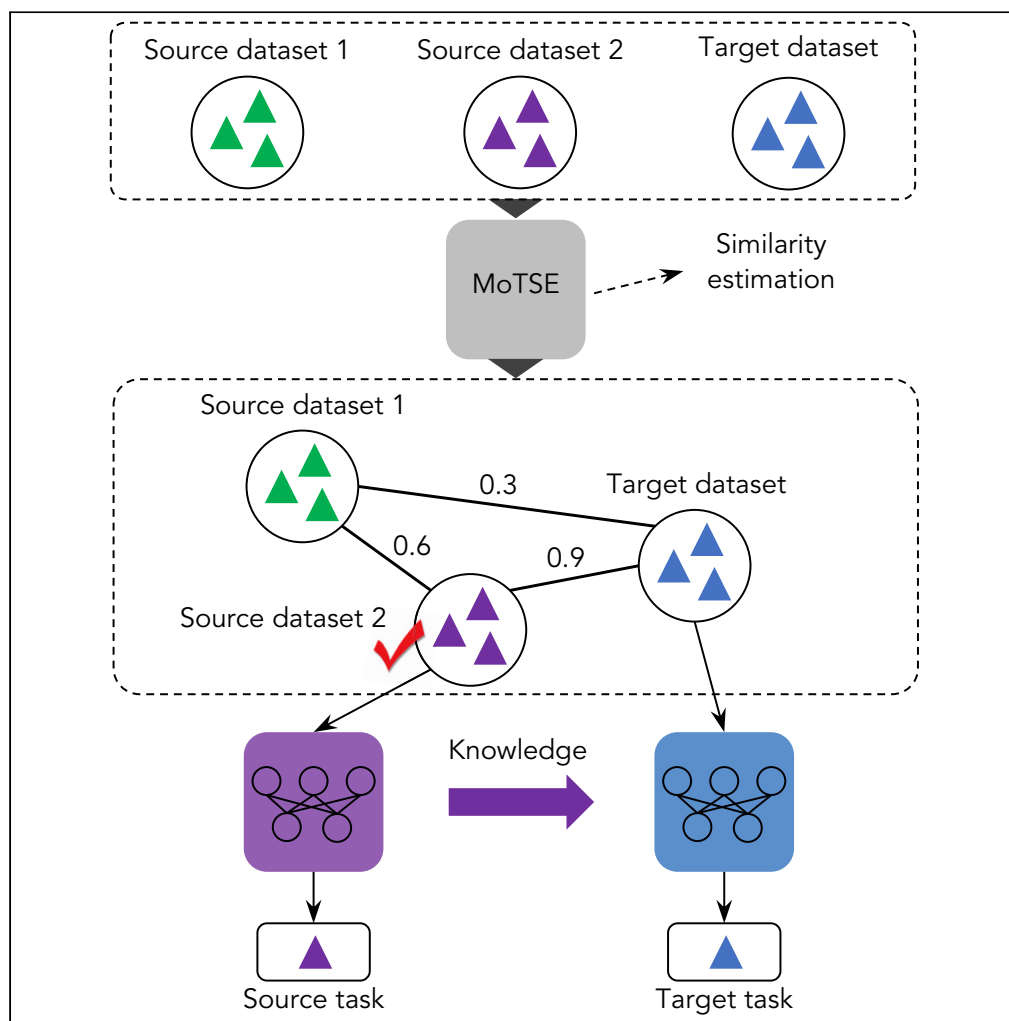 Source dataset 1
Source dataset 2
Target dataset
MoTSE
Similarity
estimation
Source dataset 1
0.3
Target dataset
0.6
0.9
Source dataset 2
Knowledge
Source task
Target task